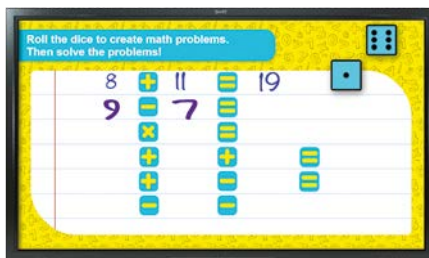 Roll the dice to create math problems.
Then solve the problems!
8 + 11 = 19
9 - 7 =
× =
+ + =
+ - =
- -